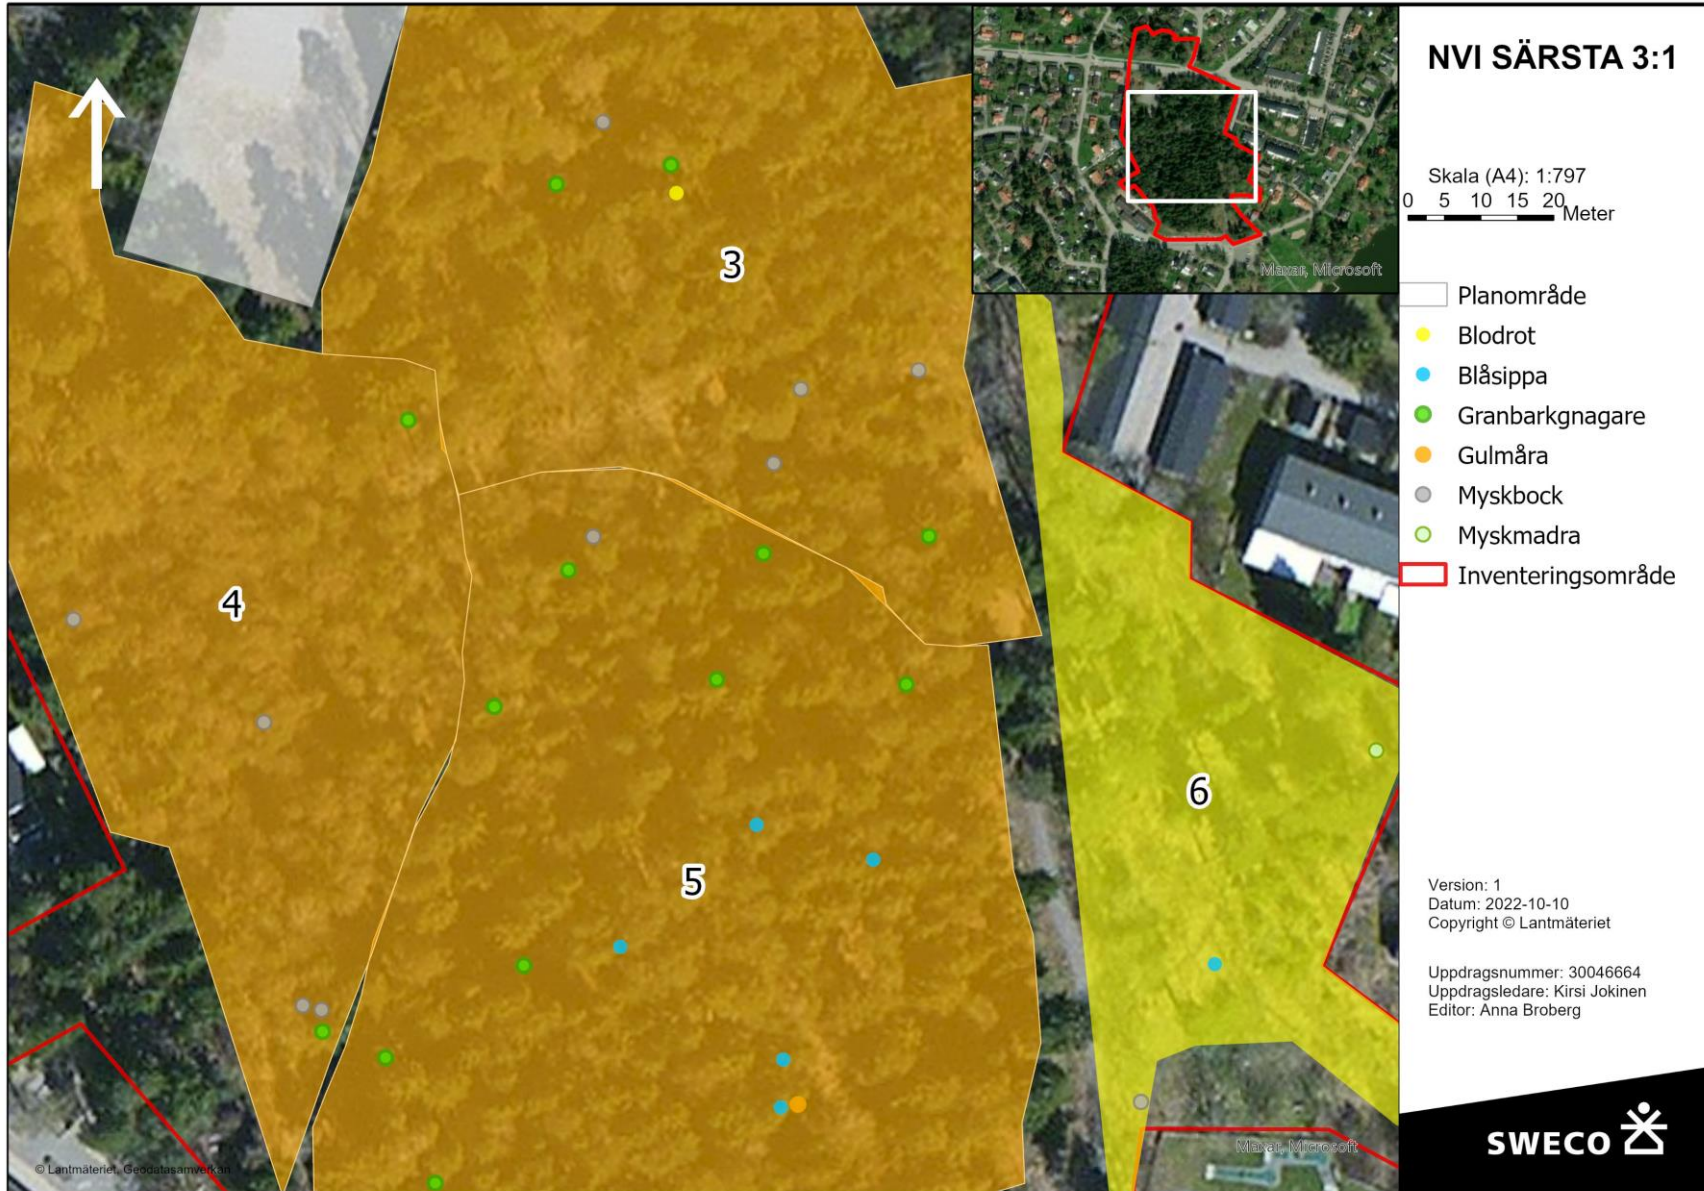 NVI SÄRSTA 3:1
Skala (A4): 1:797
0 5 10 15 20 Meter
Planområde
Blodrot
Blåsippa
Granbarkgnagare
Gulmåra
Myskbock
Myskmadra
Inventeringsområde
Version: 1
Datum: 2022-10-10
Copyright © Lantmäteriet
Uppdragsnummer: 30046664
Uppdragsledare: Kirsi Jokinen
Editor: Anna Broberg
SWECO
Maxar, Microsoft
3
4
5
6
Maxar, Microsoft
© Lantmäteriet, Geodatasamverkan